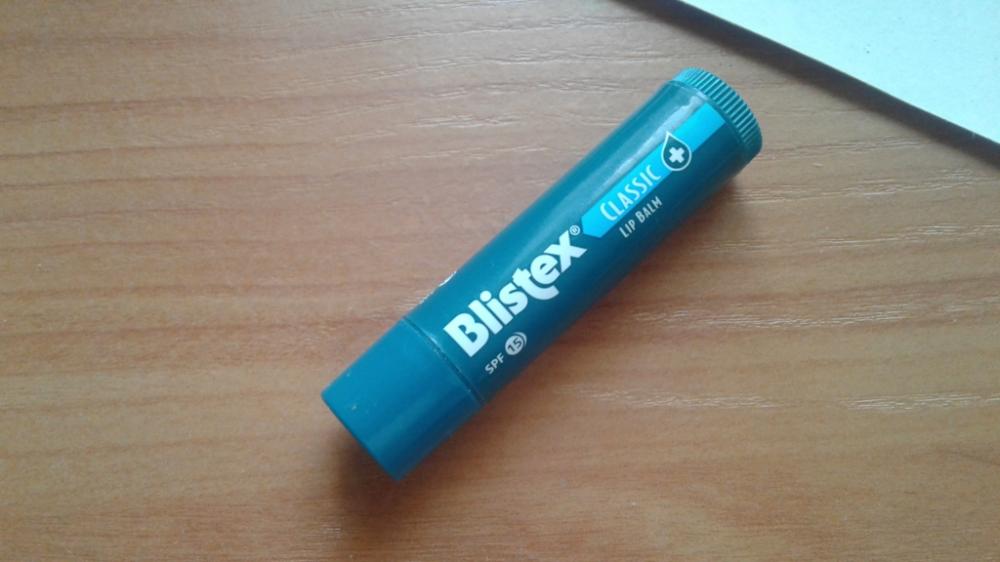 Blistex®
CLASSIC
LIP BALM
SPF 15